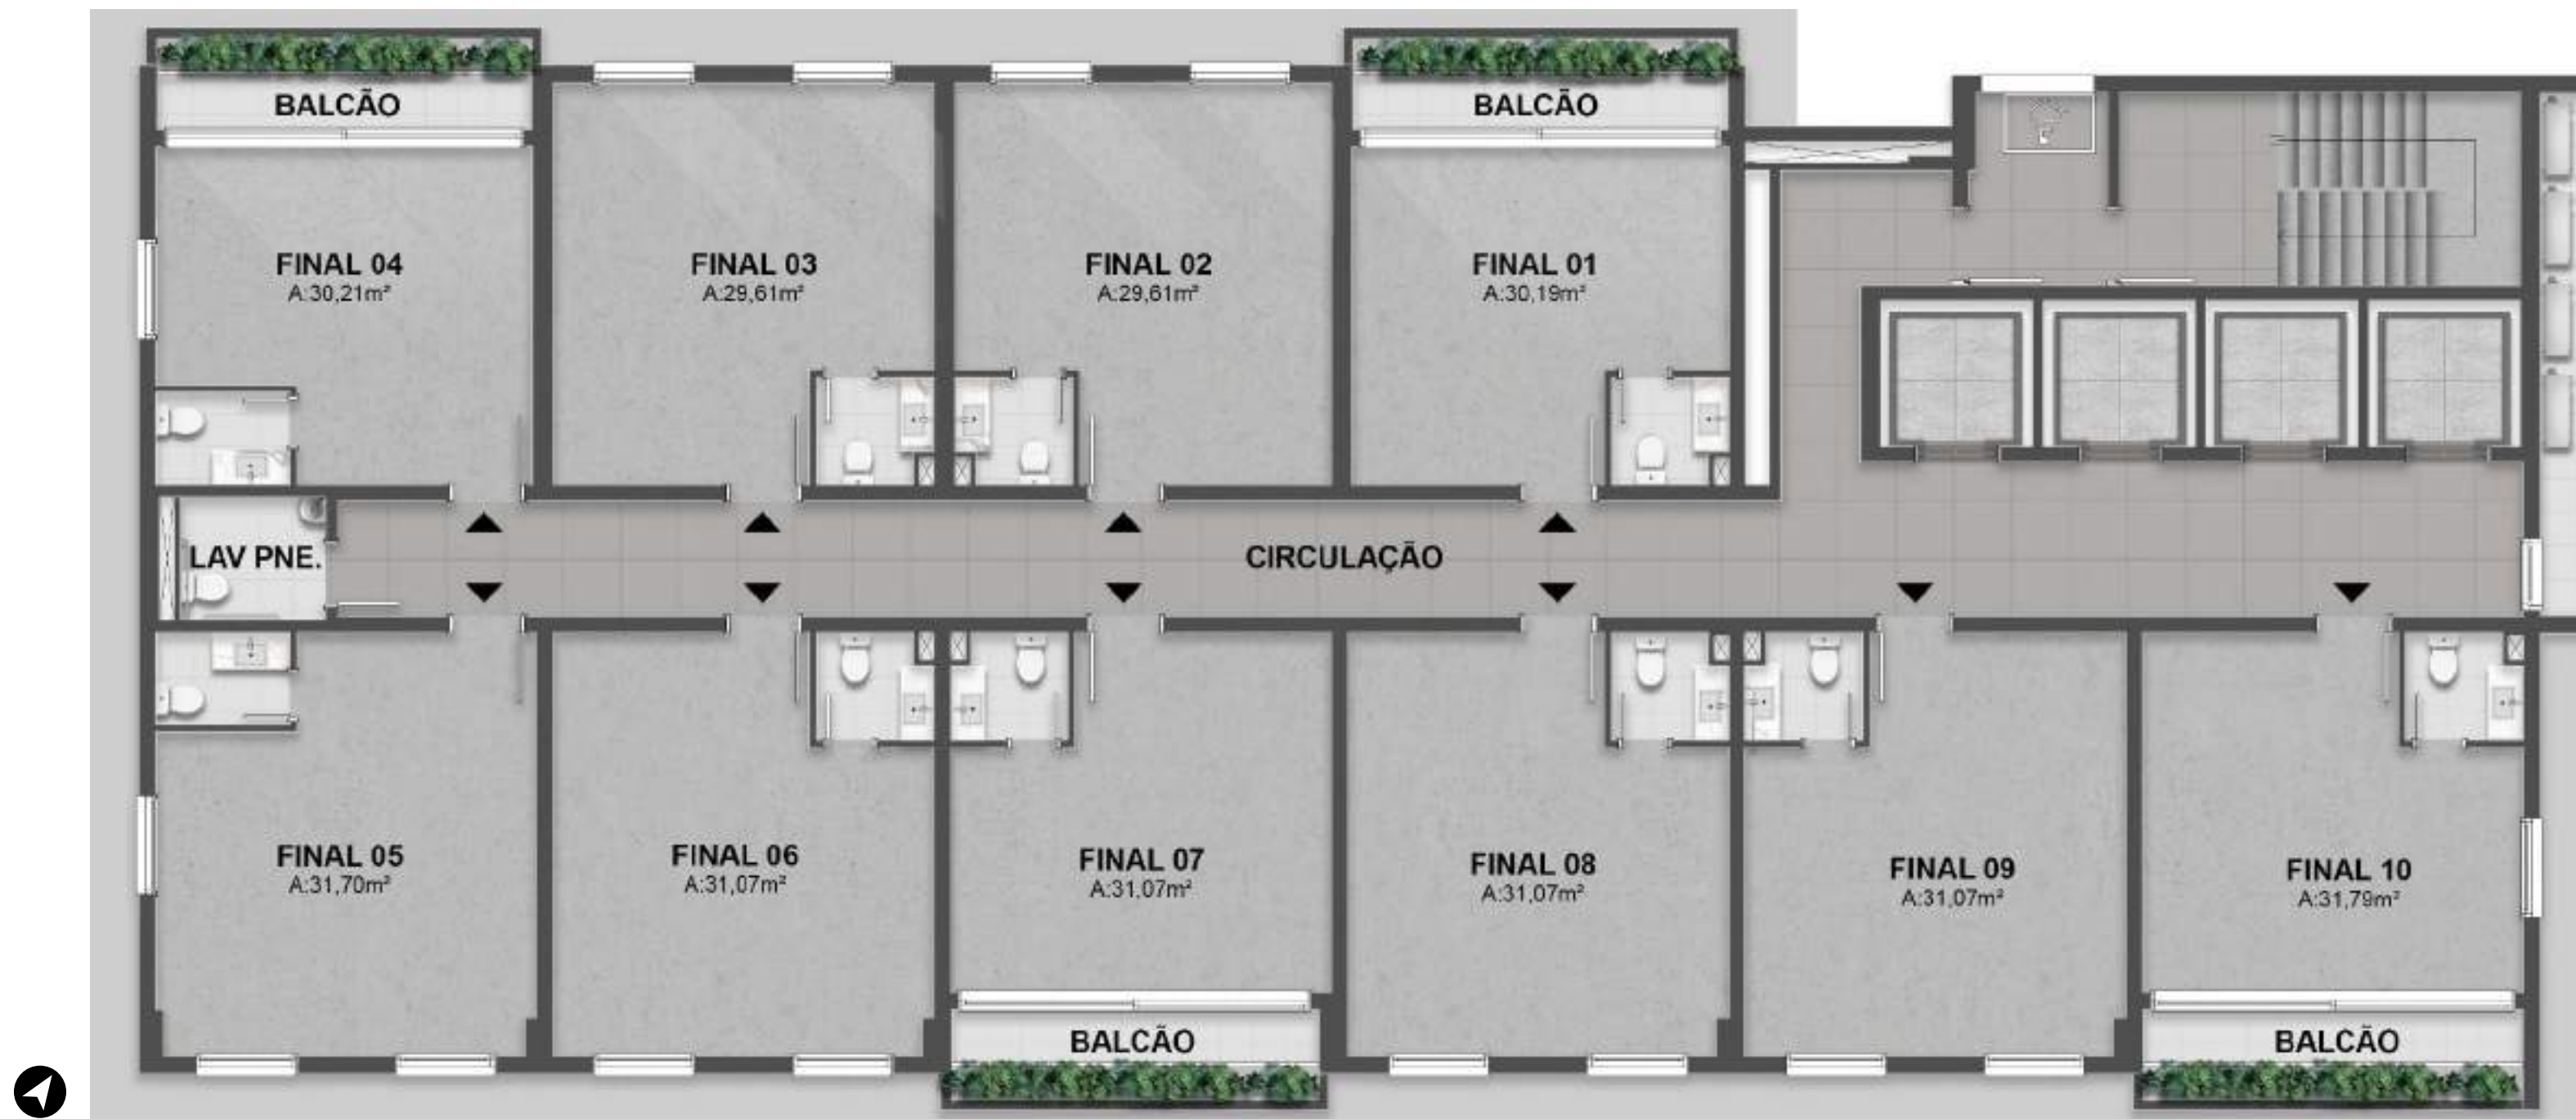 BALCÃO
BALCÃO
FINAL 04
A:30,21m²
FINAL 03
A:29,61m²
FINAL 02
A:29,61m²
FINAL 01
A:30,19m²
LAV PNE.
CIRCULAÇÃO
FINAL 05
A:31,70m²
FINAL 06
A:31,07m²
FINAL 07
A:31,07m²
FINAL 08
A:31,07m²
FINAL 09
A:31,07m²
FINAL 10
A:31,79m²
BALCÃO
BALCÃO